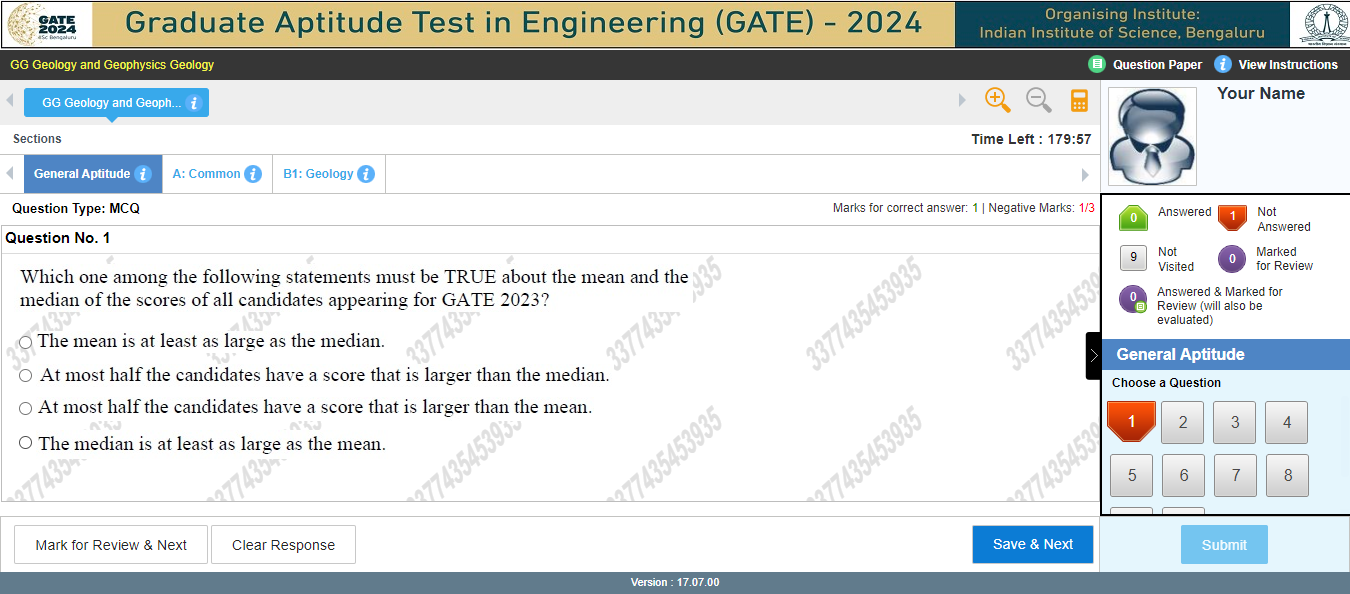 GATE
2024
IISc Bengaluru
Graduate Aptitude Test in Engineering (GATE) - 2024
Organising Institute:
Indian Institute of Science, Bengaluru
GG Geology and Geophysics Geology
Question Paper
i View Instructions
GG Geology and Geoph... i
Sections
Time Left : 179:57
General Aptitude i
A: Common i
B1: Geology i
Question Type: MCQ
Marks for correct answer: 1 | Negative Marks: 1/3
Question No. 1
Which one among the following statements must be TRUE about the mean and the
median of the scores of all candidates appearing for GATE 2023?
The mean is at least as large as the median.
At most half the candidates have a score that is larger than the median.
At most half the candidates have a score that is larger than the mean.
The median is at least as large as the mean.
3377435453935
3377435453935
Mark for Review & Next
Clear Response
Save & Next
Your Name
0 Answered
1 Not
Answered
9 Not
Visited
0 Marked
for Review
0 Answered & Marked for
Review (will also be
evaluated)
General Aptitude
Choose a Question
1 2 3 4
5 6 7 8
Submit
Version : 17.07.00